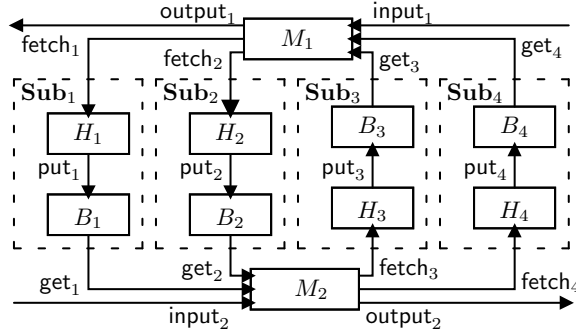 output₁ input₁
M₁
fetch₁ fetch₂ get₃ get₄
Sub₁ Sub₂ Sub₃ Sub₄
H₁ H₂ B₃ B₄
put₁ put₂ put₃ put₄
B₁ B₂ H₃ H₄
get₁ get₂ fetch₃ fetch₄
M₂
input₂ output₂